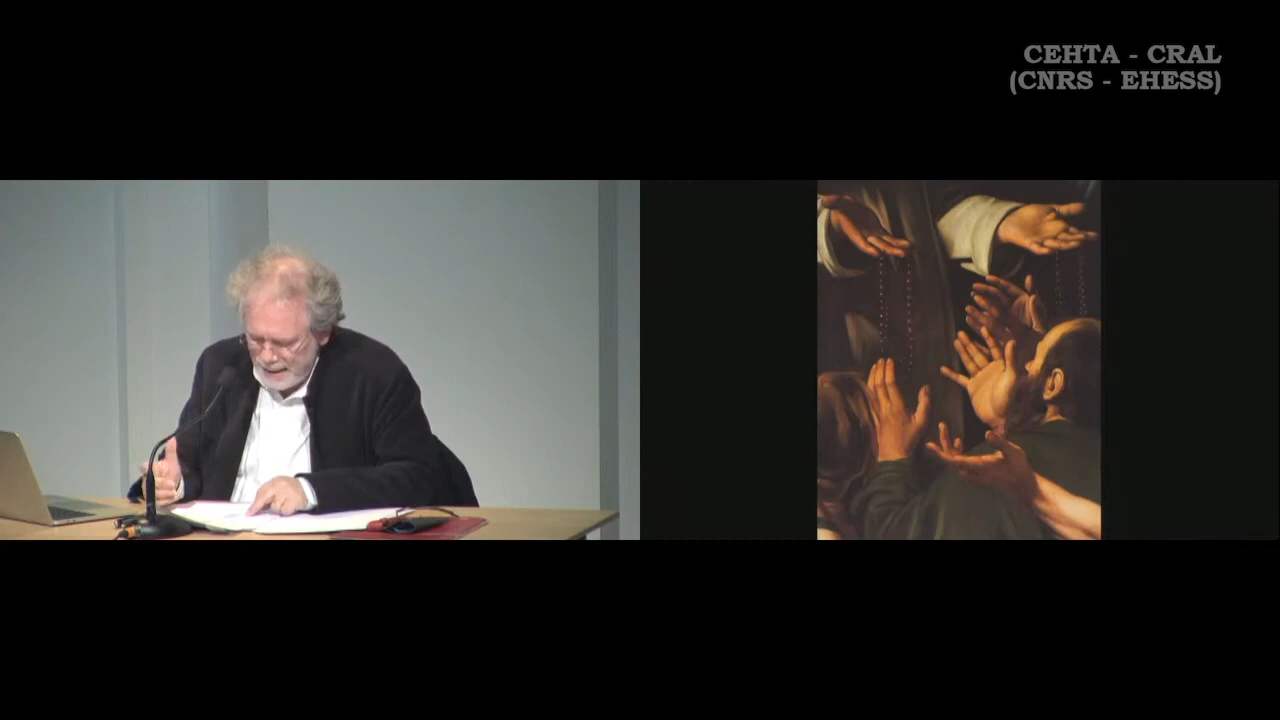 CEHTA - CRAL
(CNRS - EHESS)